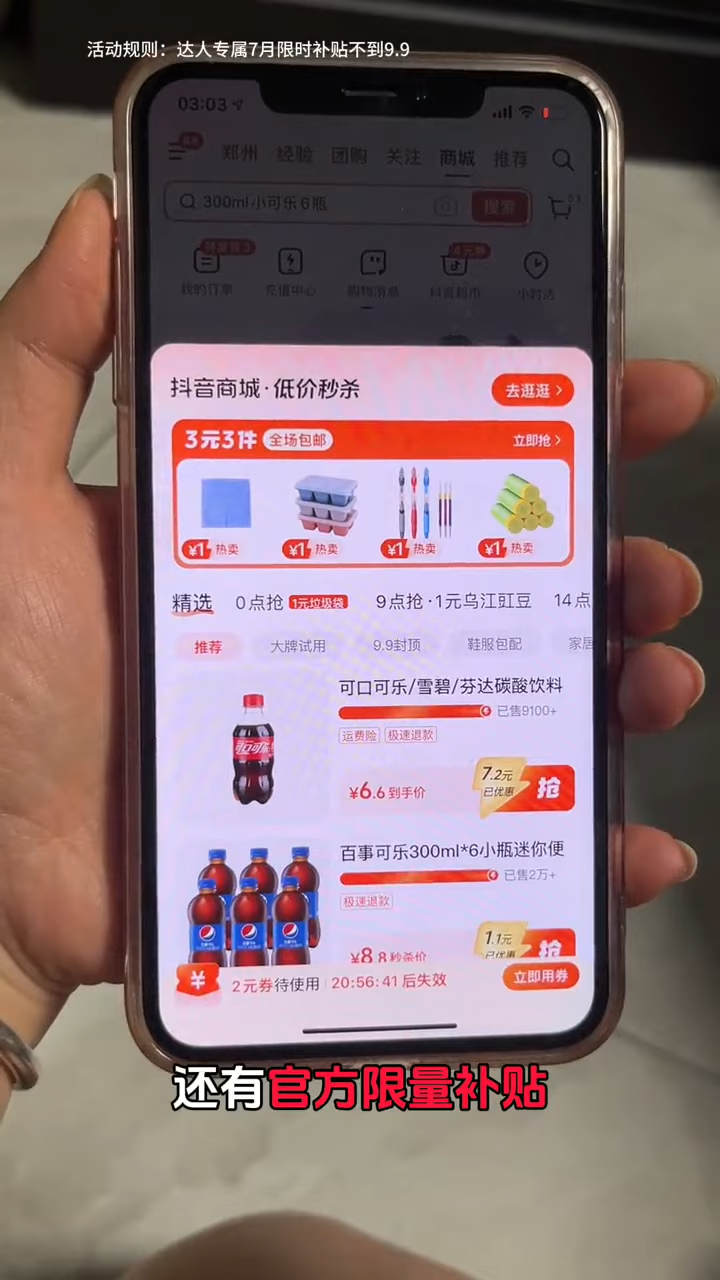 活动规则：达人专属7月限时补贴不到9.9
03:03
郑州 经验 团购 关注 商城 推荐
300ml小可乐6瓶 搜索
我的订单 充值中心 购物消息 抖音超市 小时达
抖音商城·低价秒杀 去逛逛
3元3件 全场包邮 立即抢
¥1 热卖 ¥1 热卖 ¥1 热卖 ¥1 热卖
精选 0点抢 1元垃圾袋 9点抢·1元乌江豇豆 14点
推荐 大牌试用 9.9封顶 鞋服包配 家居
可口可乐/雪碧/芬达碳酸饮料
已售9100+
运费险 极速退款
¥6.6到手价 7.2元 已优惠 抢
百事可乐300ml*6小瓶迷你便
已售2万+
极速退款
¥8.8秒杀价 1.1元 已优惠 抢
¥ 2元券待使用 20:56:41后失效 立即用券
还有官方限量补贴